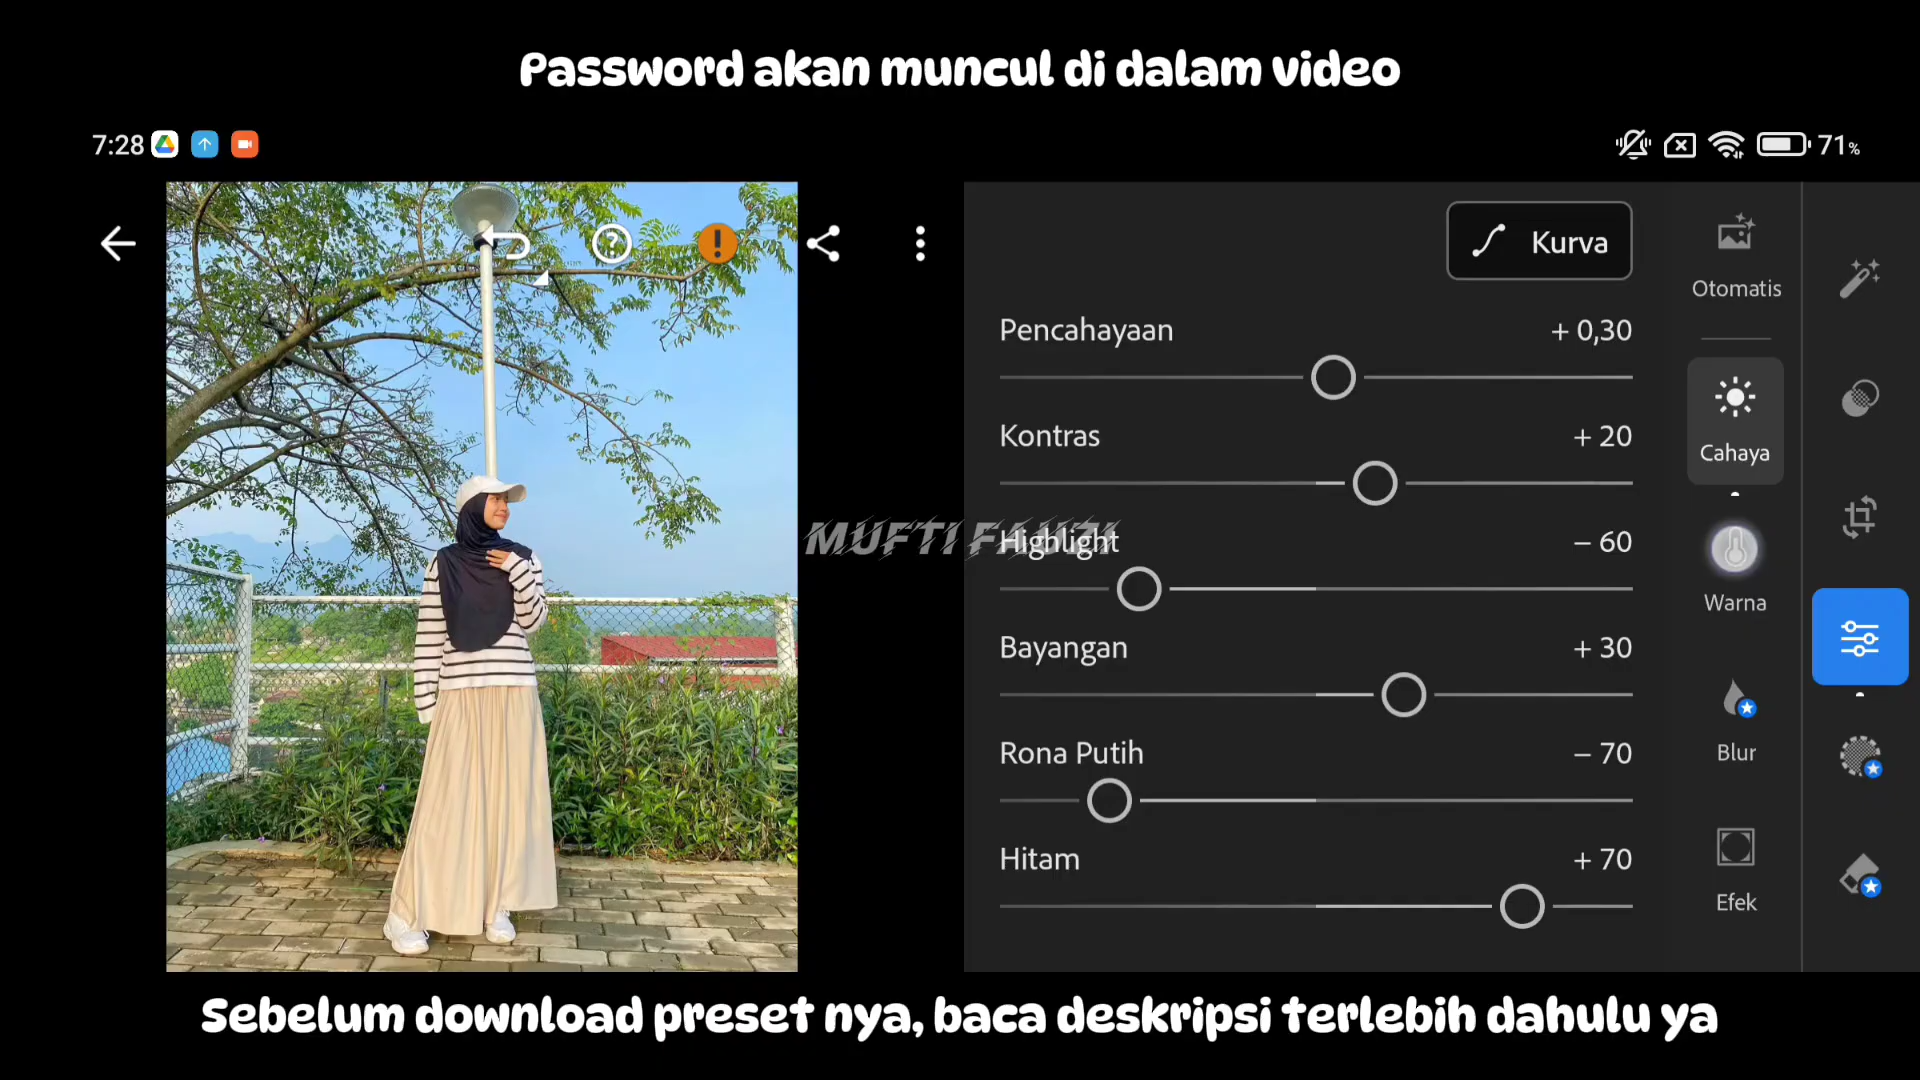 Password akan muncul di dalam video
7:28
71%
Kurva
Otomatis
Pencahayaan + 0,30
Kontras + 20
Cahaya
MUFTI FAUZI
Highlight – 60
Warna
Bayangan + 30
Rona Putih – 70
Blur
Hitam + 70
Efek
Sebelum download preset nya, baca deskripsi terlebih dahulu ya